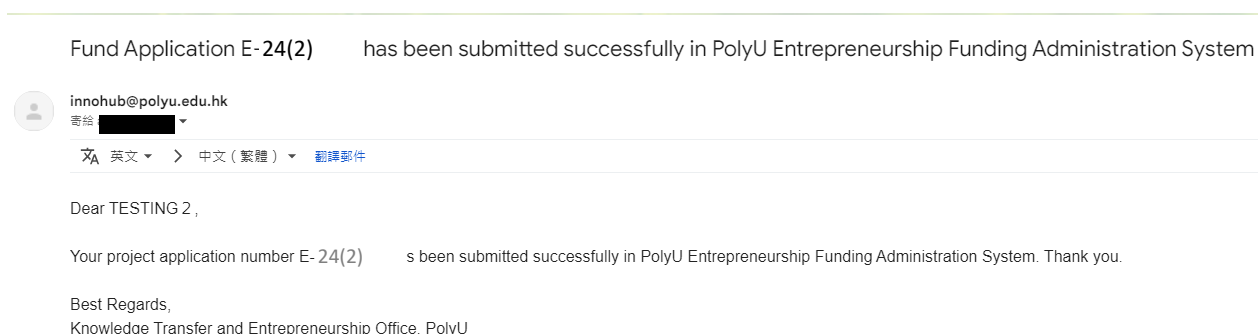 Fund Application E-24(2) has been submitted successfully in PolyU Entrepreneurship Funding Administration System
innohub@polyu.edu.hk
寄給
英文 > 中文（繁體） 翻譯郵件
Dear TESTING 2 ,
Your project application number E- 24(2) s been submitted successfully in PolyU Entrepreneurship Funding Administration System. Thank you.
Best Regards,
Knowledge Transfer and Entrepreneurship Office, PolyU